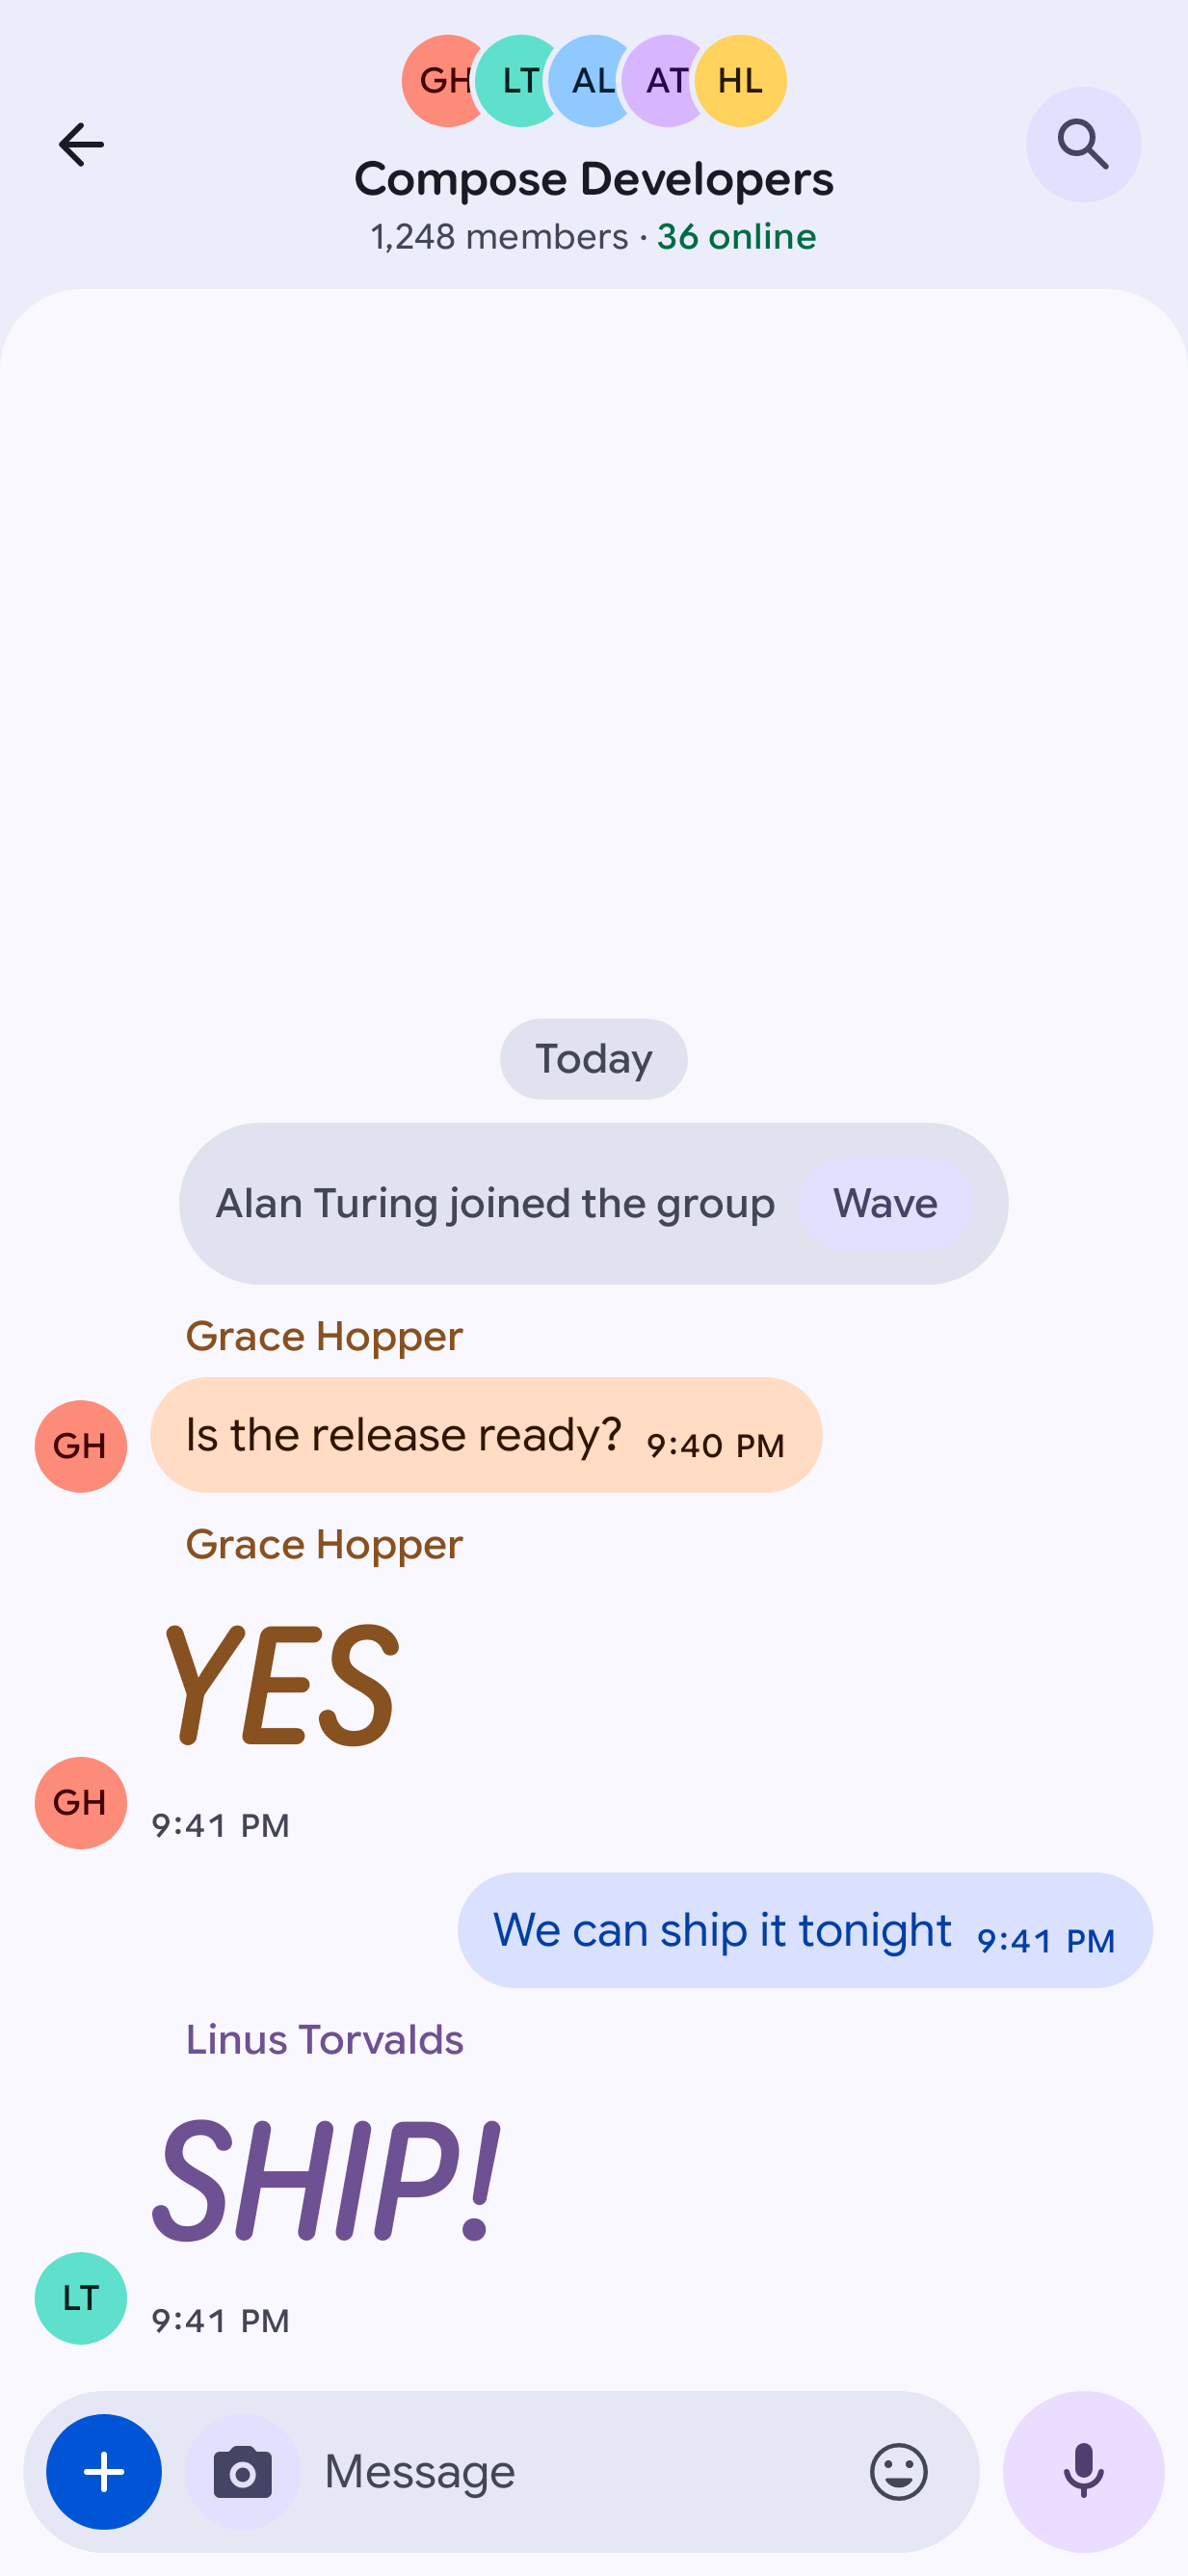 GH LT AL AT HL
Compose Developers
1,248 members · 36 online
Today
Alan Turing joined the group Wave
Grace Hopper
Is the release ready? 9:40 PM
GH
Grace Hopper
YES
GH
9:41 PM
We can ship it tonight 9:41 PM
Linus Torvalds
SHIP!
LT
9:41 PM
Message